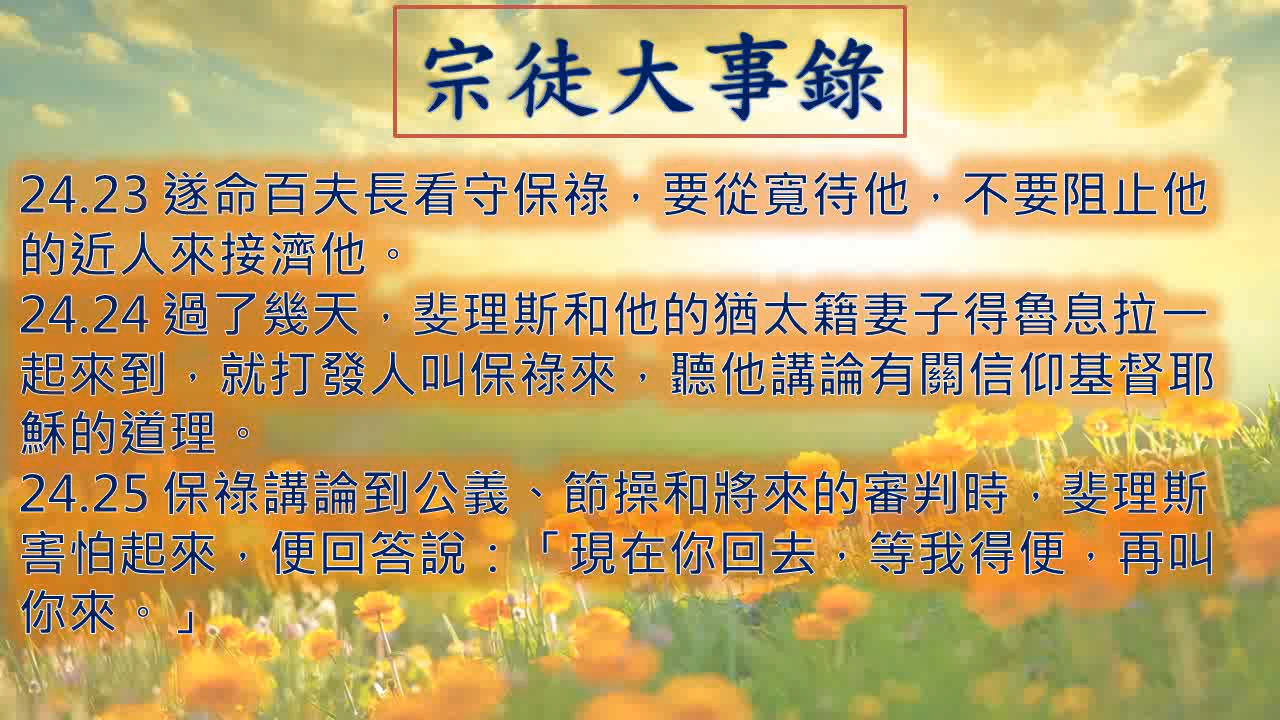 宗徒大事錄
24.23 遂命百夫長看守保祿，要從寬待他，不要阻止他
的近人來接濟他。
24.24 過了幾天，斐理斯和他的猶太籍妻子得魯息拉一
起來到，就打發人叫保祿來，聽他講論有關信仰基督耶
穌的道理。
24.25 保祿講論到公義、節操和將來的審判時，斐理斯
害怕起來，便回答說：「現在你回去，等我得便，再叫
你來。」